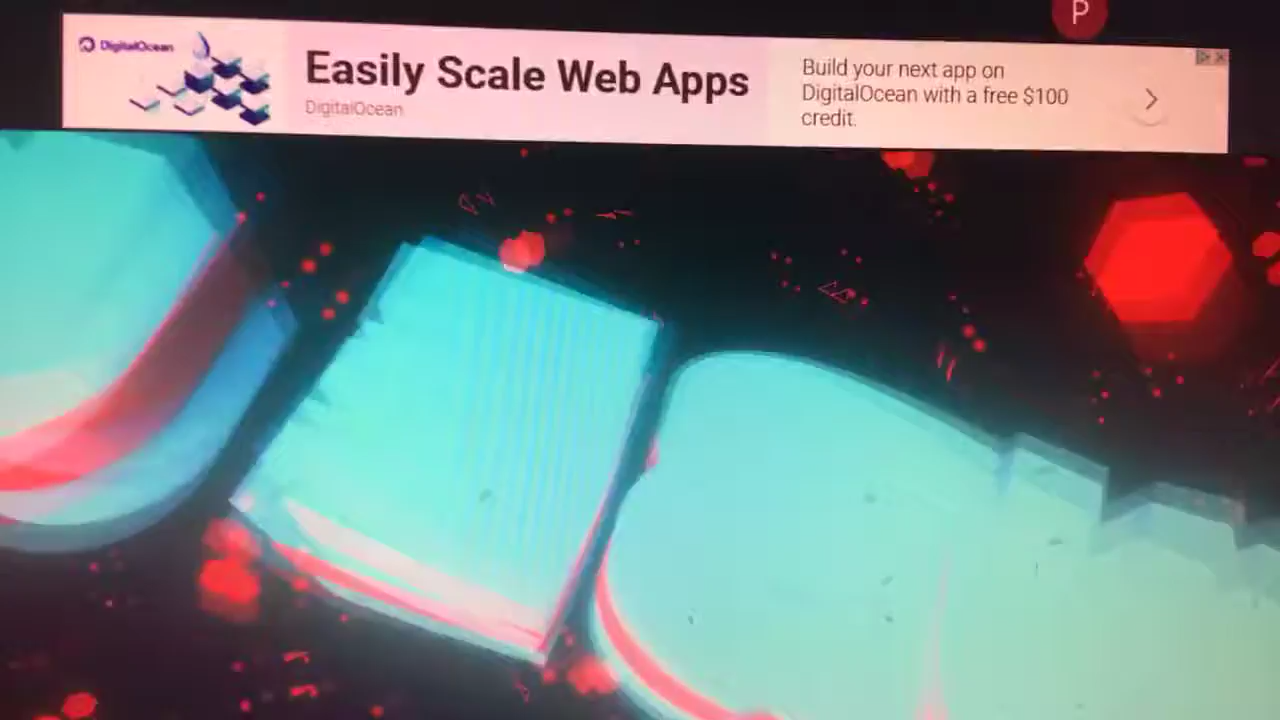 P
DigitalOcean
Easily Scale Web Apps
DigitalOcean
Build your next app on
DigitalOcean with a free $100
credit.